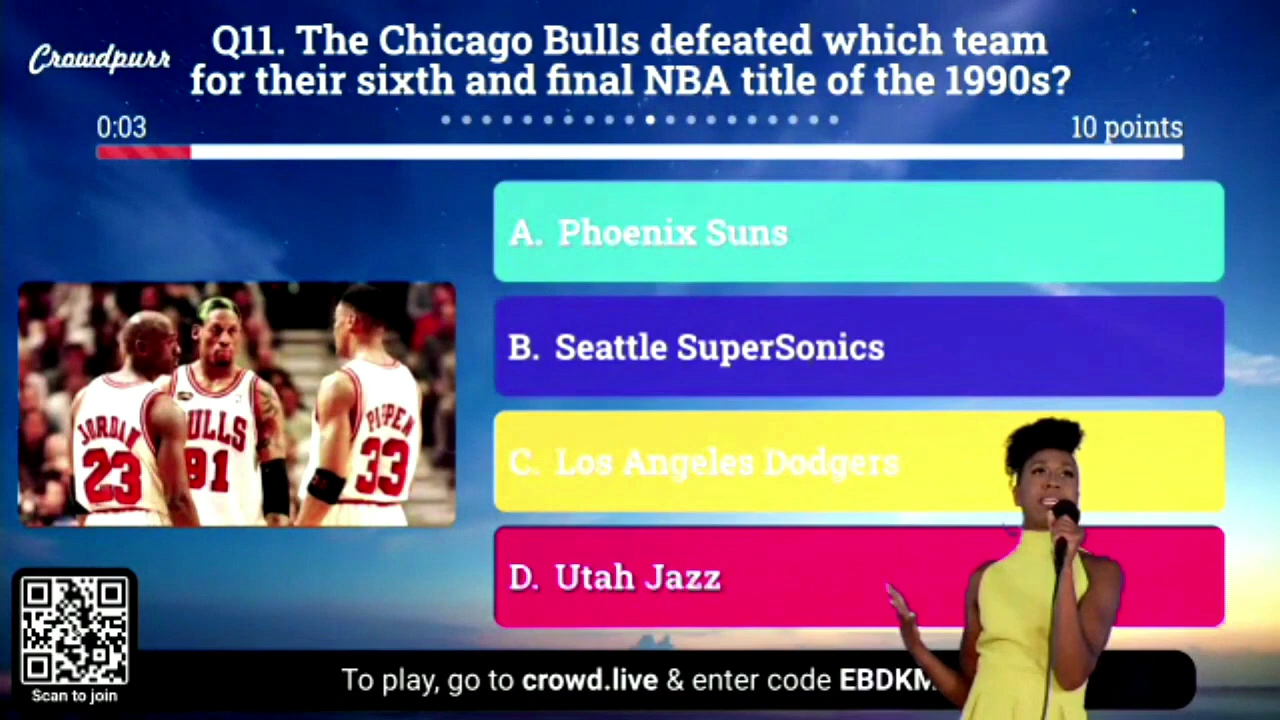 Crowdpurr
Q11. The Chicago Bulls defeated which team
for their sixth and final NBA title of the 1990s?
0:03
10 points
A. Phoenix Suns
B. Seattle SuperSonics
C. Los Angeles Dodgers
D. Utah Jazz
JORDAN
23
BULLS
91
PIPPEN
33
Scan to join
To play, go to crowd.live & enter code EBDKM